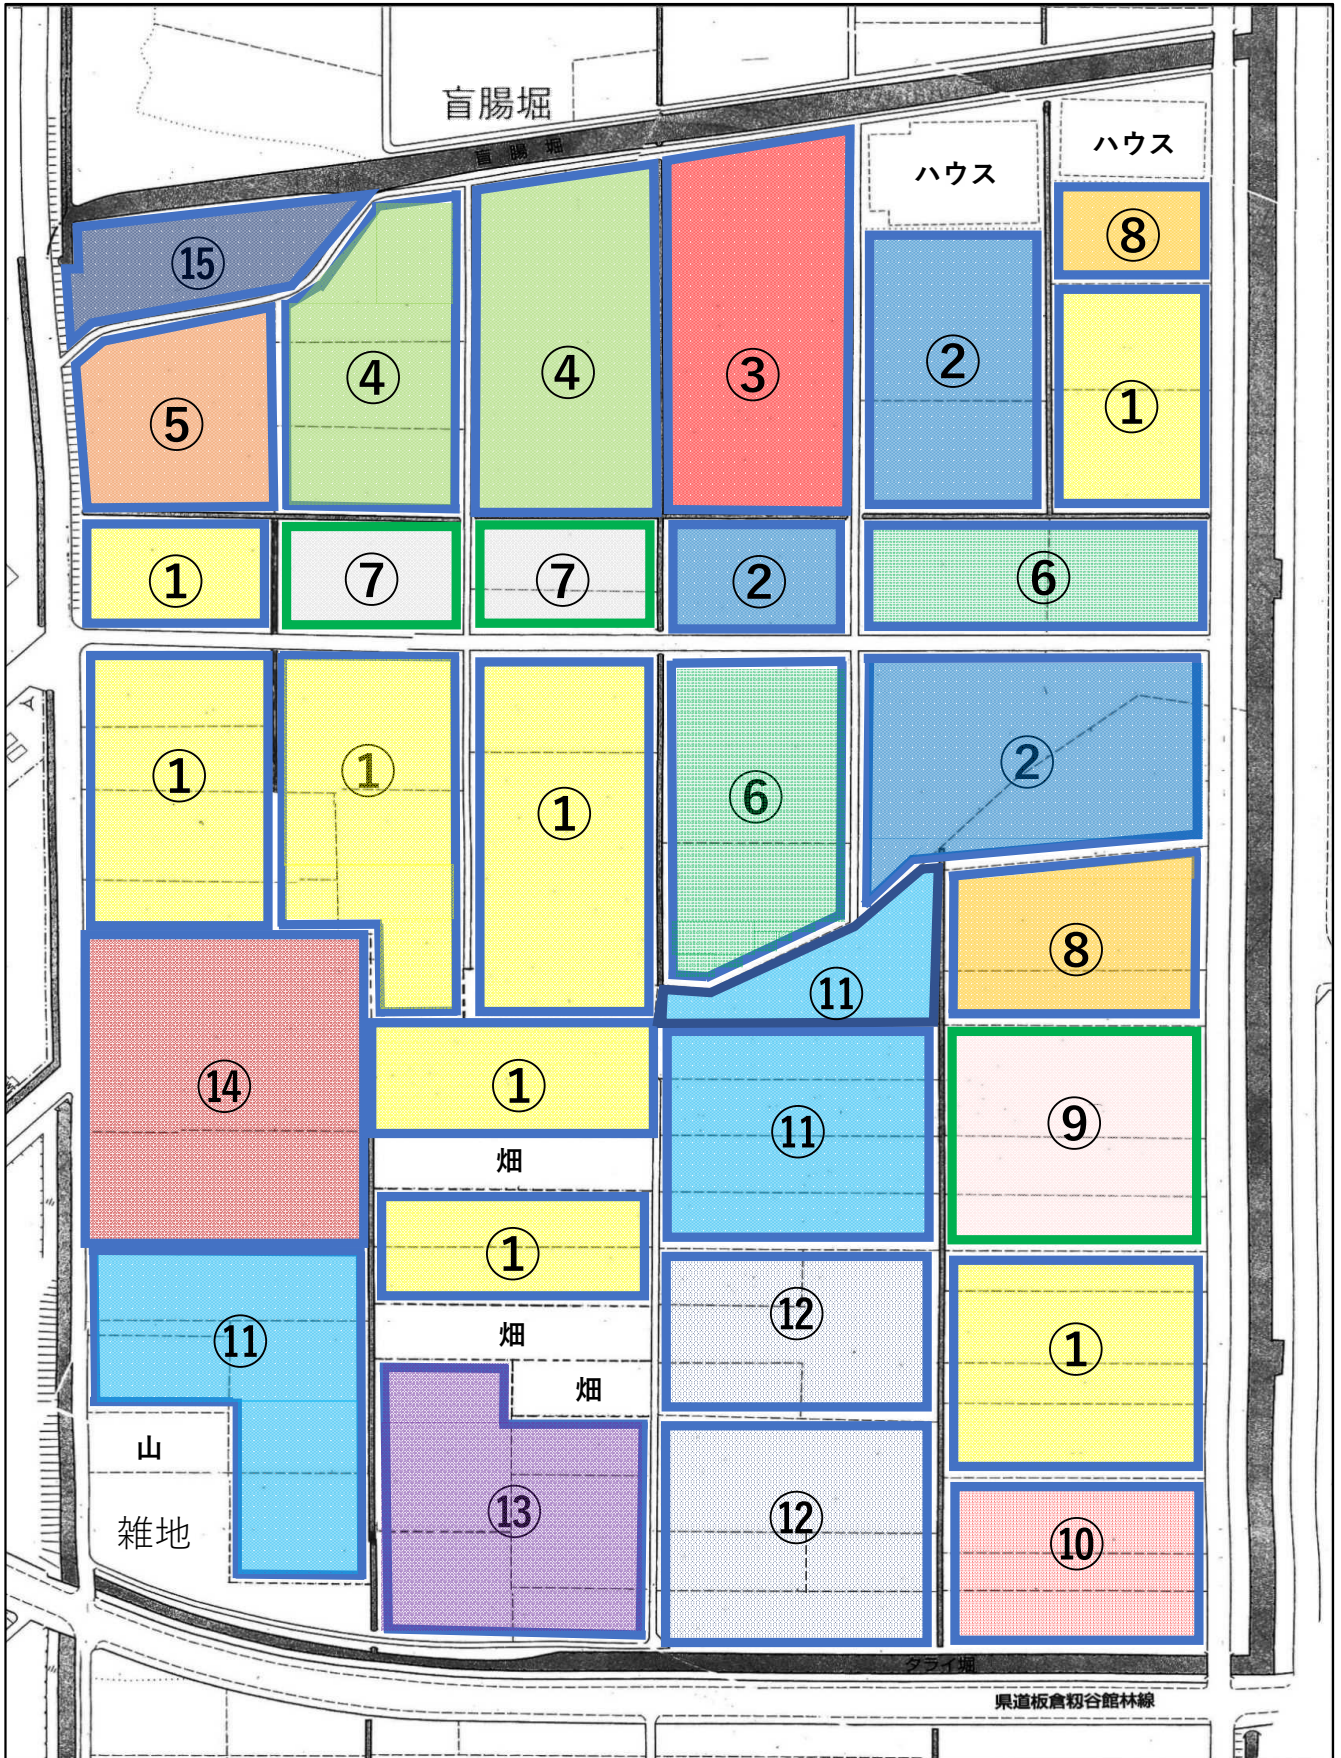 盲腸堀
盲腸堀
ハウス
ハウス
⑮
⑧
④
④
③
②
①
⑤
①
⑦
⑦
②
⑥
①
①
①
⑥
②
⑧
⑪
⑭
①
⑪
⑨
畑
①
⑫
①
⑪
畑
畑
山
⑬
⑫
⑩
雑地
タライ堀
県道板倉籾谷館林線